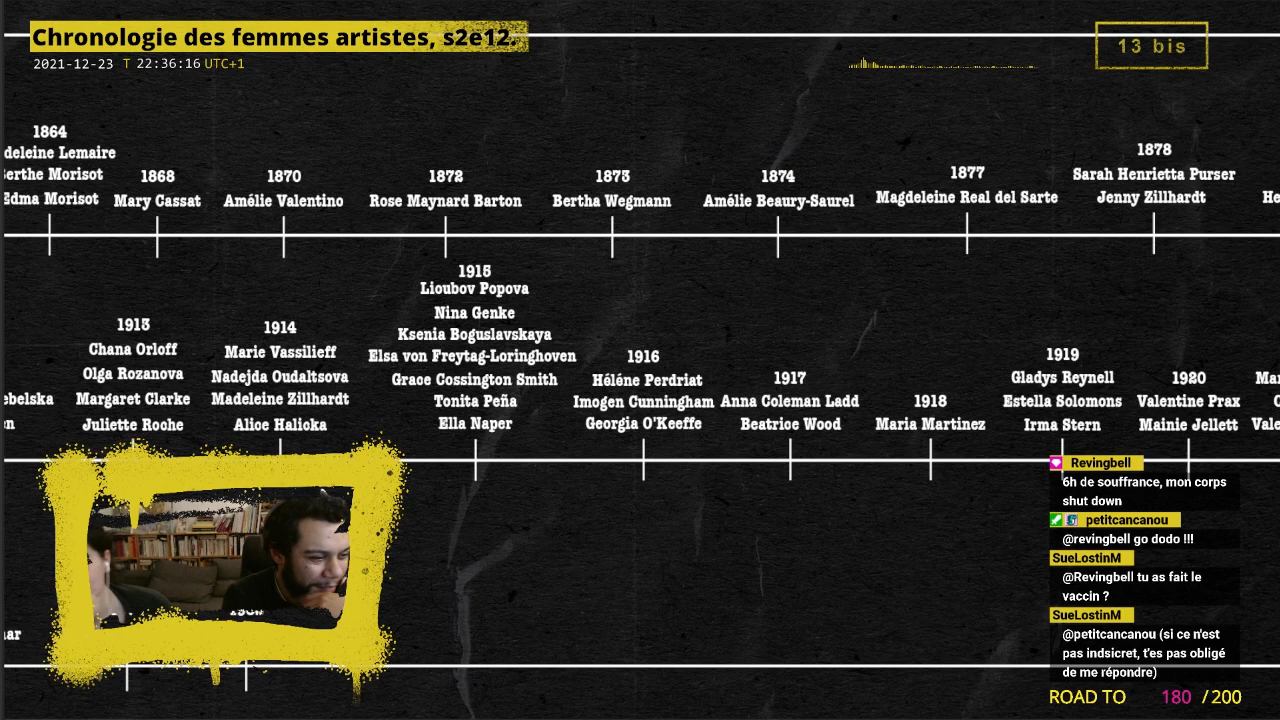 Chronologie des femmes artistes, s2e12.
2021-12-23 T 22:36:16 UTC+1
13 bis
1864
deleine Lemaire
Berthe Morisot
Edma Morisot
1868
Mary Cassat
1870
Amélie Valentino
1872
Rose Maynard Barton
1873
Bertha Wegmann
1874
Amélie Beaury-Saurel
1877
Magdeleine Real del Sarte
1878
Sarah Henrietta Purser
Jenny Zillhardt
He
ebelska
n
1913
Chana Orloff
Olga Rozanova
Margaret Clarke
Juliette Roche
1914
Marie Vassilieff
Nadejda Oudaltsova
Madeleine Zillhardt
Alice Halicka
1915
Lioubov Popova
Nina Genke
Ksenia Boguslavskaya
Elsa von Freytag-Loringhoven
Grace Cossington Smith
Tonita Peña
Ella Naper
1916
Héléne Perdriat
Imogen Cunningham
Georgia O'Keeffe
1917
Anna Coleman Ladd
Beatrice Wood
1918
Maria Martinez
1919
Gladys Reynell
Estella Solomons
Irma Stern
1920
Valentine Prax
Mainie Jellett
Mar
Vale
ar
Revingbell
6h de souffrance, mon corps
shut down
petitcancanou
@revingbell go dodo !!!
SueLostinM
@Revingbell tu as fait le
vaccin ?
SueLostinM
@petitcancanou (si ce n'est
pas indsicret, t'es pas obligé
de me répondre)
ROAD TO 180 / 200